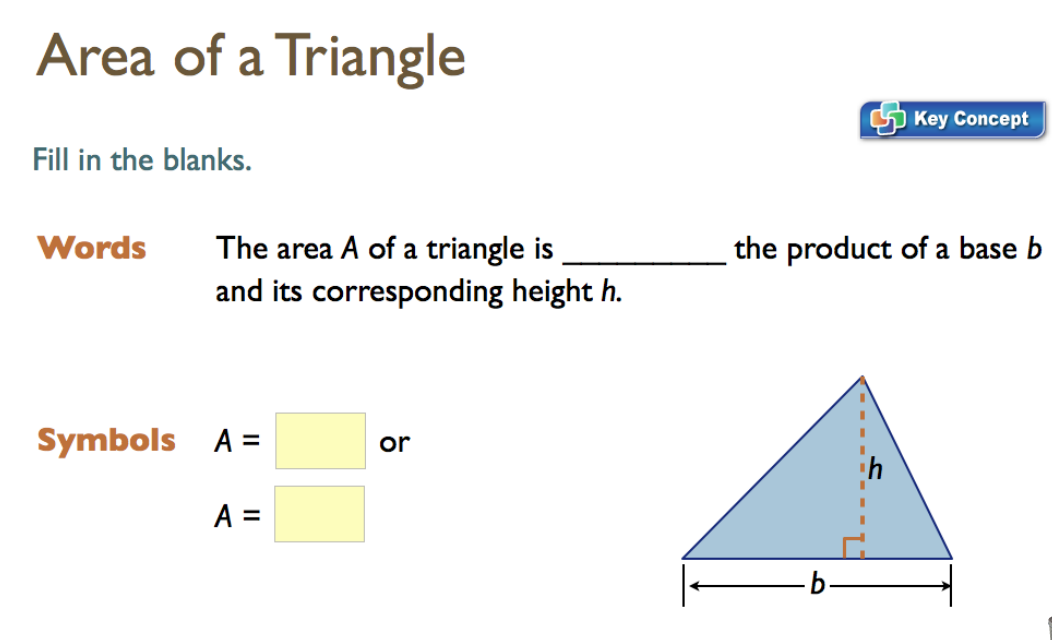 Area of a Triangle
Key Concept
Fill in the blanks.
Words The area A of a triangle is __________ the product of a base b
and its corresponding height h.
Symbols A = or
A =
h
b